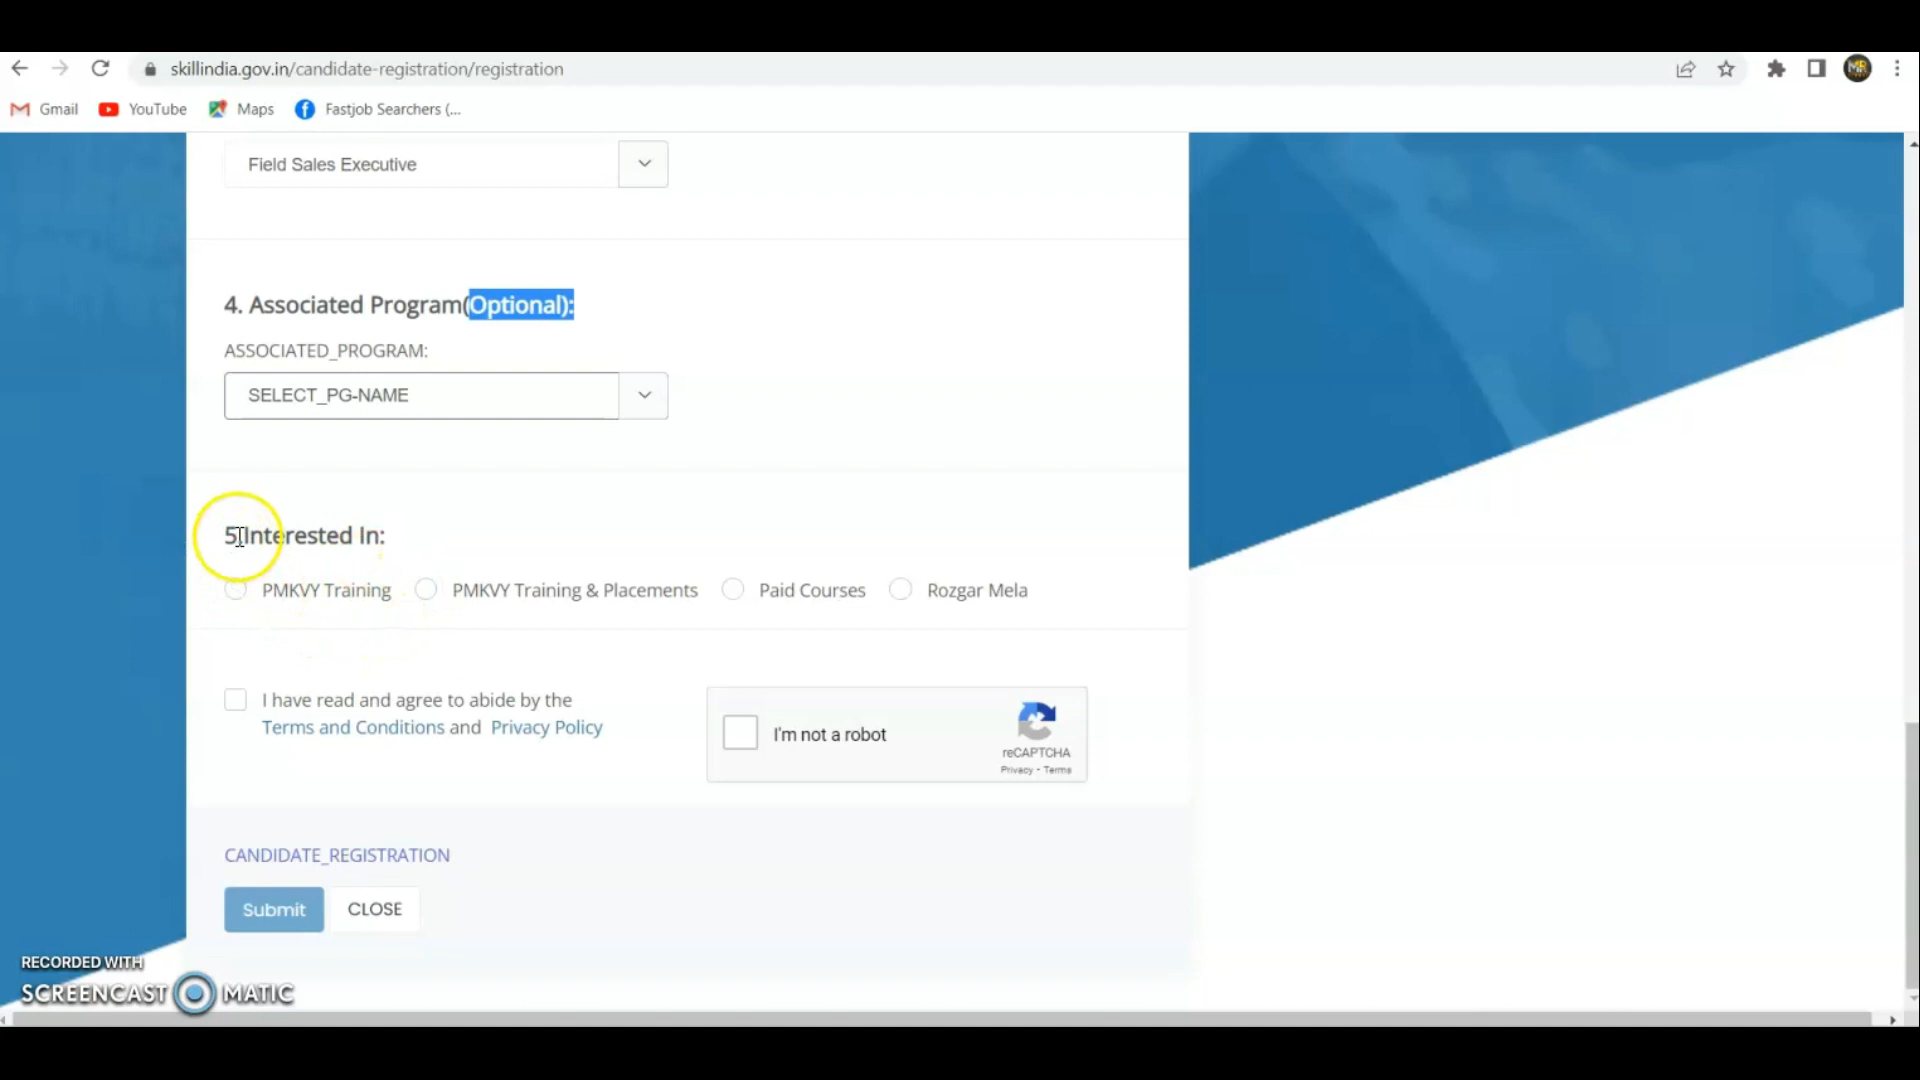 skillindia.gov.in/candidate-registration/registration
MR
Gmail YouTube Maps Fastjob Searchers (...
Field Sales Executive
4. Associated Program(Optional):
ASSOCIATED_PROGRAM:
SELECT_PG-NAME
5.Interested In:
PMKVY Training PMKVY Training & Placements Paid Courses Rozgar Mela
I have read and agree to abide by the
Terms and Conditions and Privacy Policy
I'm not a robot
reCAPTCHA
Privacy - Terms
CANDIDATE_REGISTRATION
Submit CLOSE
RECORDED WITH
SCREENCAST MATIC